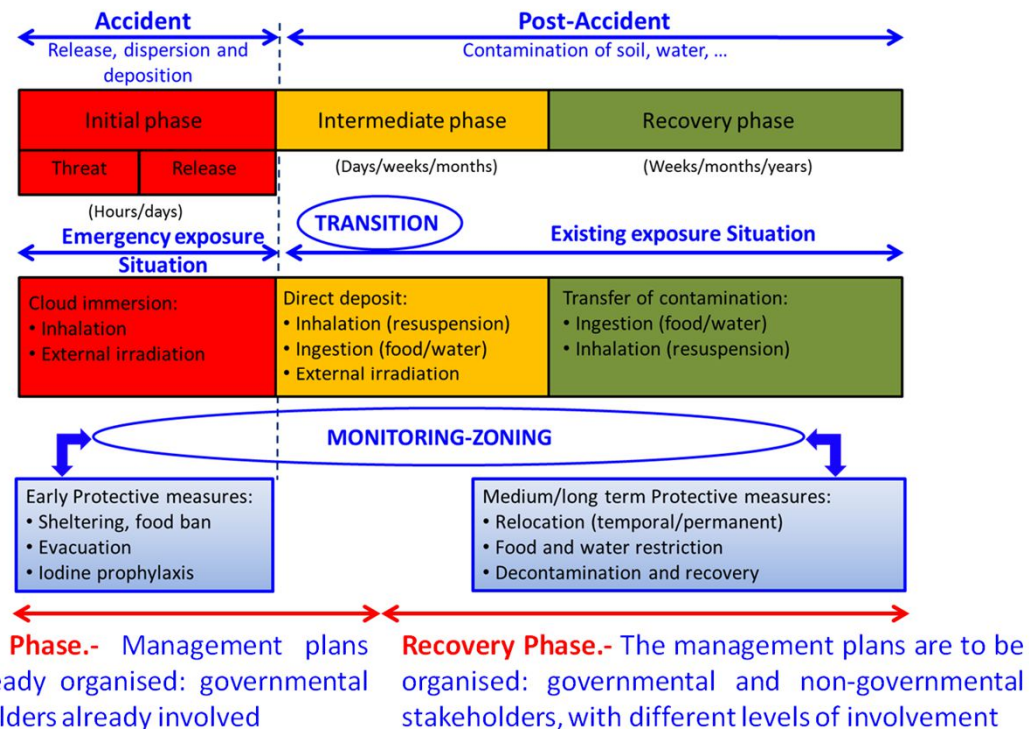 Accident
Release, dispersion and
deposition
Post-Accident
Contamination of soil, water, ...
Initial phase
Intermediate phase
Recovery phase
Threat
Release
(Hours/days)
(Days/weeks/months)
(Weeks/months/years)
TRANSITION
Emergency exposure
Situation
Existing exposure Situation
Cloud immersion:
• Inhalation
• External irradiation
Direct deposit:
• Inhalation (resuspension)
• Ingestion (food/water)
• External irradiation
Transfer of contamination:
• Ingestion (food/water)
• Inhalation (resuspension)
MONITORING-ZONING
Early Protective measures:
• Sheltering, food ban
• Evacuation
• Iodine prophylaxis
Medium/long term Protective measures:
• Relocation (temporal/permanent)
• Food and water restriction
• Decontamination and recovery
Phase.- Management plans
organised: governmental
already involved
Recovery Phase.- The management plans are to be
organised: governmental and non-governmental
stakeholders, with different levels of involvement